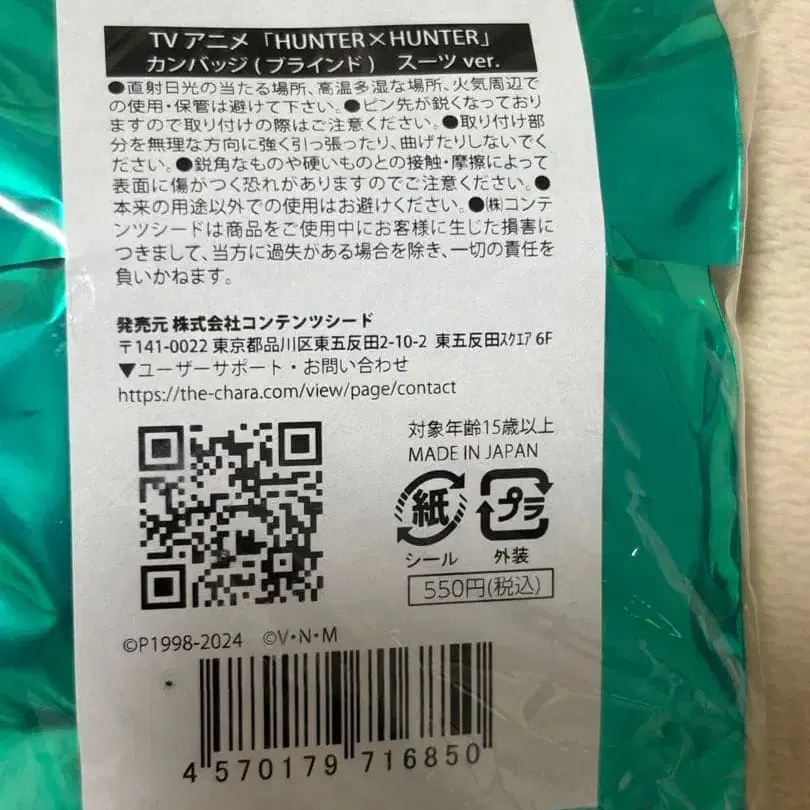 TV アニメ「HUNTER×HUNTER」
カンバッジ ( ブラインド )　スーツ ver.
●直射日光の当たる場所、高温多湿な場所、火気周辺で
の使用・保管は避けて下さい。●ピン先が鋭くなっており
ますので取り付けの際はご注意ください。●取り付け部
分を無理な方向に強く引っ張ったり、曲げたりしないでく
ださい。●鋭角なものや硬いものとの接触・摩擦によって
表面に傷がつく恐れがありますのでご注意ください。●
本来の用途以外での使用はお避けください。●㈱コンテ
ンツシードは商品をご使用中にお客様に生じた損害に
つきまして、当方に過失がある場合を除き、一切の責任を
負いかねます。
発売元 株式会社コンテンツシード
〒141-0022 東京都品川区東五反田2-10-2 東五反田ｽｸｴｱ 6F
▼ユーザーサポート・お問い合わせ
https://the-chara.com/view/page/contact
対象年齢15歳以上
MADE IN JAPAN
紙 プラ
シール 外装
550円(税込)
©P1998-2024 ©V・N・M
4 570179 716850